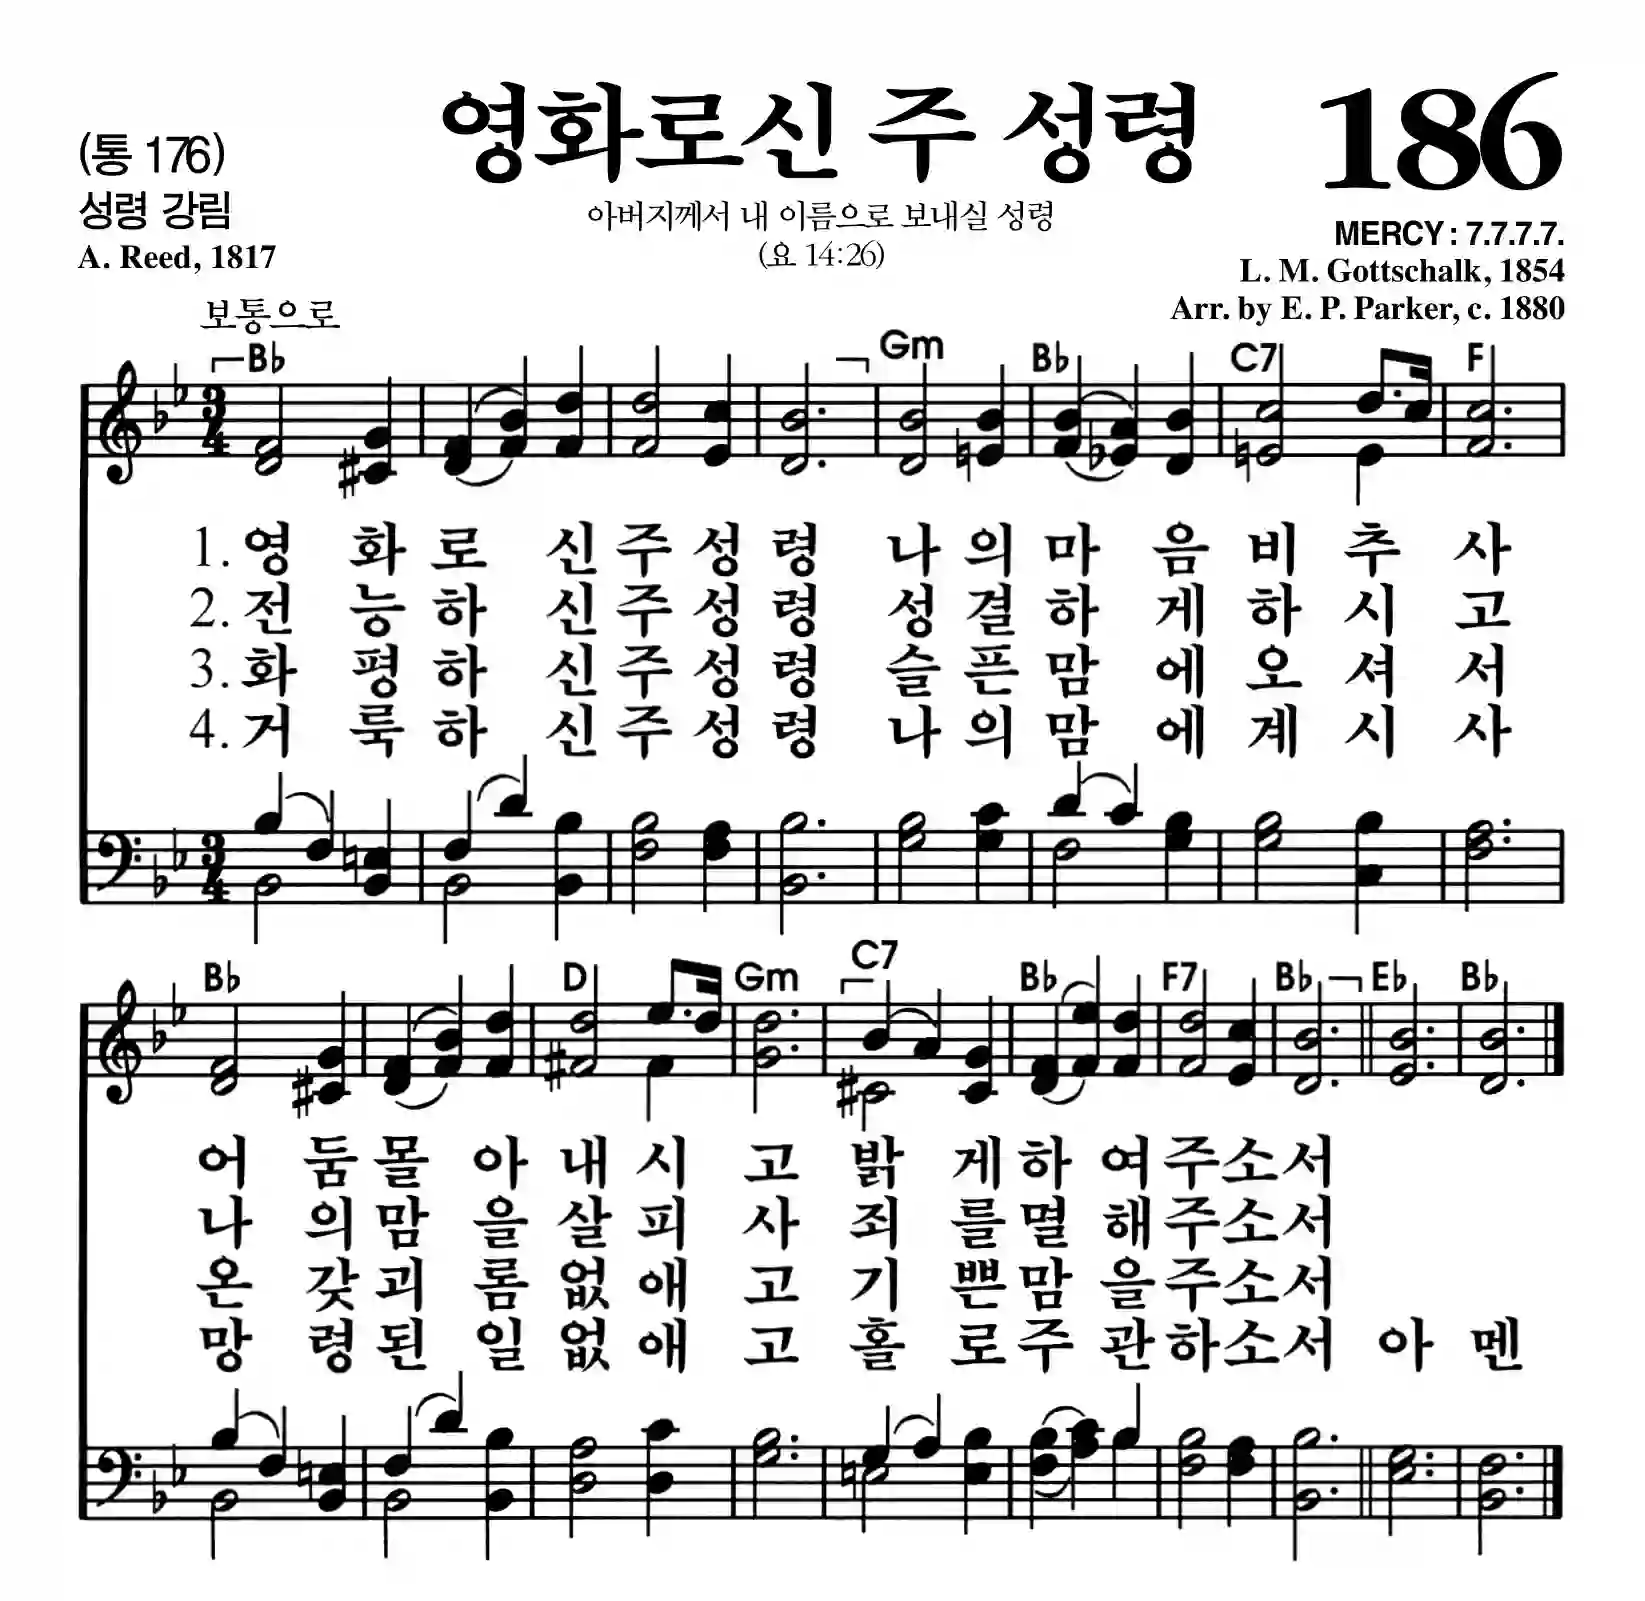 영화로신 주 성령 186
(통 176)
성령 강림
A. Reed, 1817
아버지께서 내 이름으로 보내실 성령
(요 14:26)
MERCY : 7.7.7.7.
L. M. Gottschalk, 1854
Arr. by E. P. Parker, c. 1880
보통으로
B♭ Gm B♭ C7 F
3/4
1. 영 화 로 신 주 성 령 나 의 마 음 비 추 사
2. 전 능 하 신 주 성 령 성 결 하 게 하 시 고
3. 화 평 하 신 주 성 령 슬 픈 맘 에 오 셔 서
4. 거 룩 하 신 주 성 령 나 의 맘 에 계 시 사
3/4
B♭ D Gm C7 B♭ F7 B♭ E♭ B♭
어 둠 몰 아 내 시 고 밝 게 하 여 주 소 서
나 의 맘 을 살 피 사 죄 를 멸 해 주 소 서
온 갖 괴 롬 없 애 고 기 쁜 맘 을 주 소 서
망 령 된 일 없 애 고 홀 로 주 관 하 소 서 아 멘